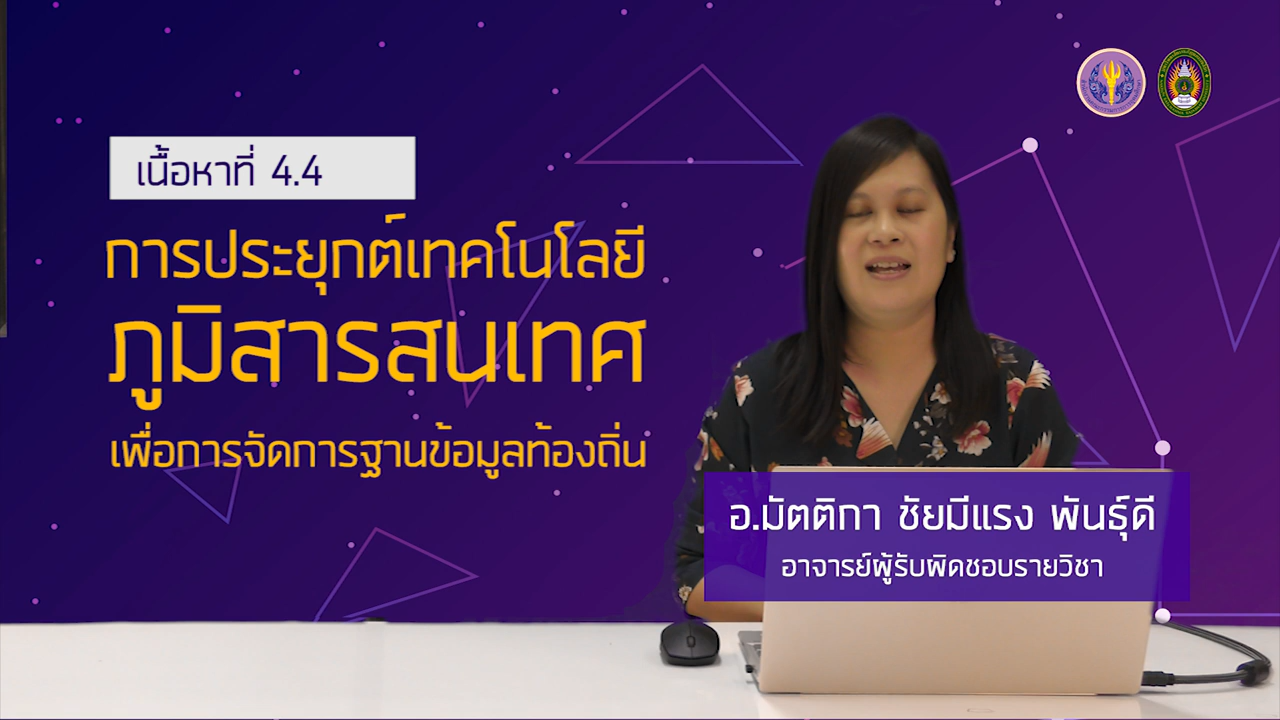 เนื้อหาที่ 4.4
การประยุกต์เทคโนโลยี
ภูมิสารสนเทศ
เพื่อการจัดการฐานข้อมูลท้องถิ่น
อ.มัตติกา ชัยมีแรง พันธุ์ดี
อาจารย์ผู้รับผิดชอบรายวิชา